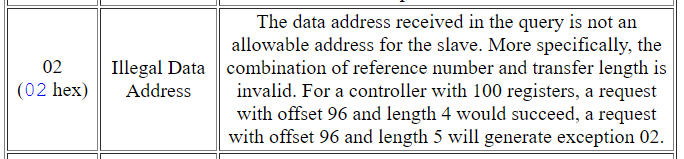 The data address received in the query is not an
allowable address for the slave. More specifically, the
02 Illegal Data combination of reference number and transfer length is
(02 hex) Address invalid. For a controller with 100 registers, a request
with offset 96 and length 4 would succeed, a request
with offset 96 and length 5 will generate exception 02.